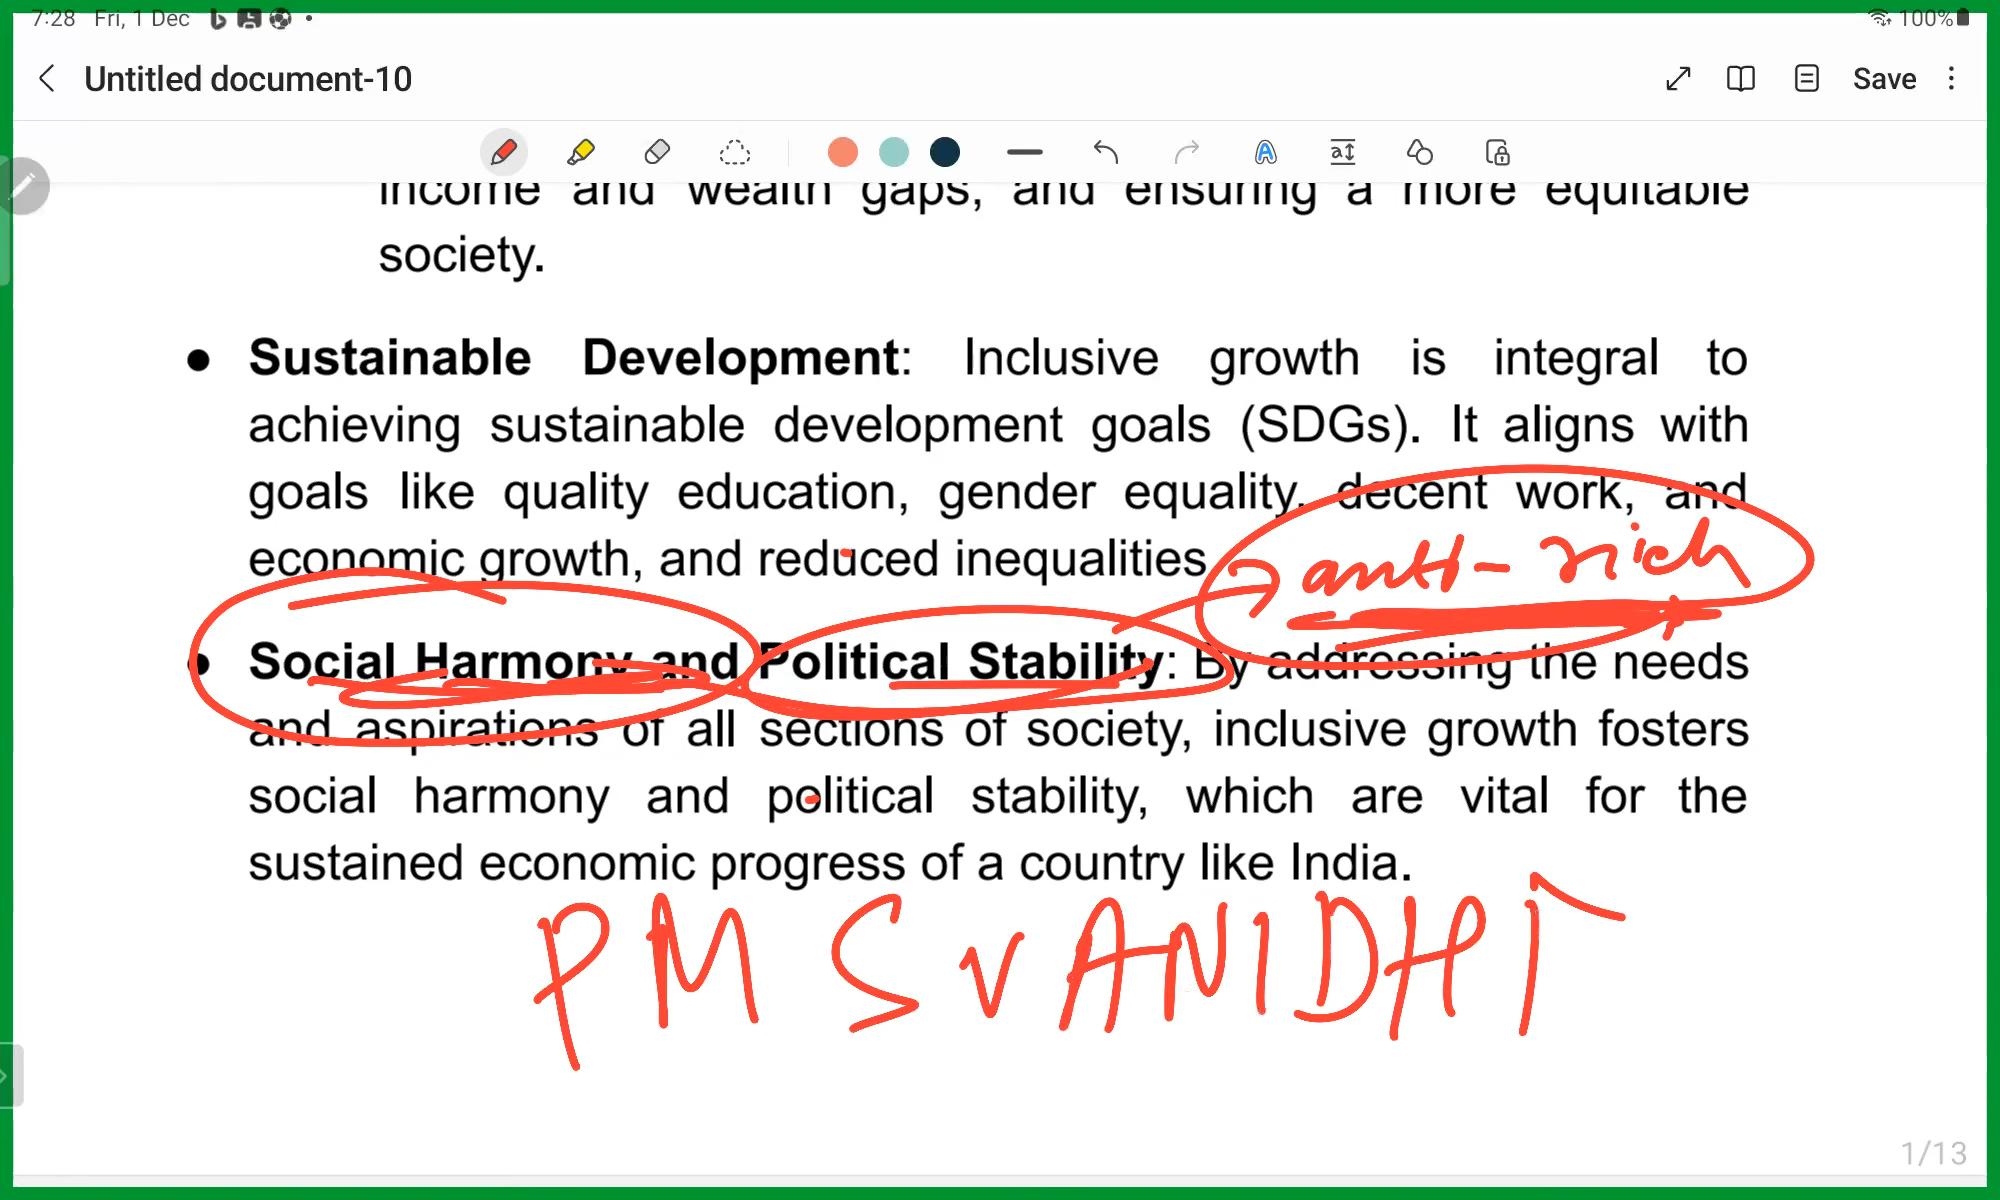 7:28 Fri, 1 Dec
100%
Untitled document-10
Save
income and wealth gaps, and ensuring a more equitable
society.
● Sustainable Development: Inclusive growth is integral to
achieving sustainable development goals (SDGs). It aligns with
goals like quality education, gender equality, decent work, and
economic growth, and reduced inequalities
anti-rich
● Social Harmony and Political Stability: By addressing the needs
and aspirations of all sections of society, inclusive growth fosters
social harmony and political stability, which are vital for the
sustained economic progress of a country like India.
PM SVANIDHI
1/13